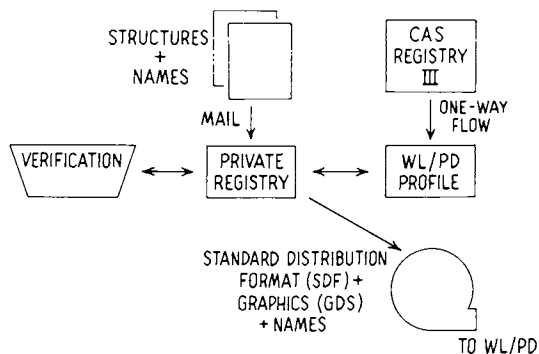 STRUCTURES
+
NAMES
CAS
REGISTRY
III
MAIL
ONE-WAY
FLOW
VERIFICATION
PRIVATE
REGISTRY
WL/PD
PROFILE
STANDARD DISTRIBUTION
FORMAT (SDF) +
GRAPHICS (GDS)
+ NAMES
TO WL/PD